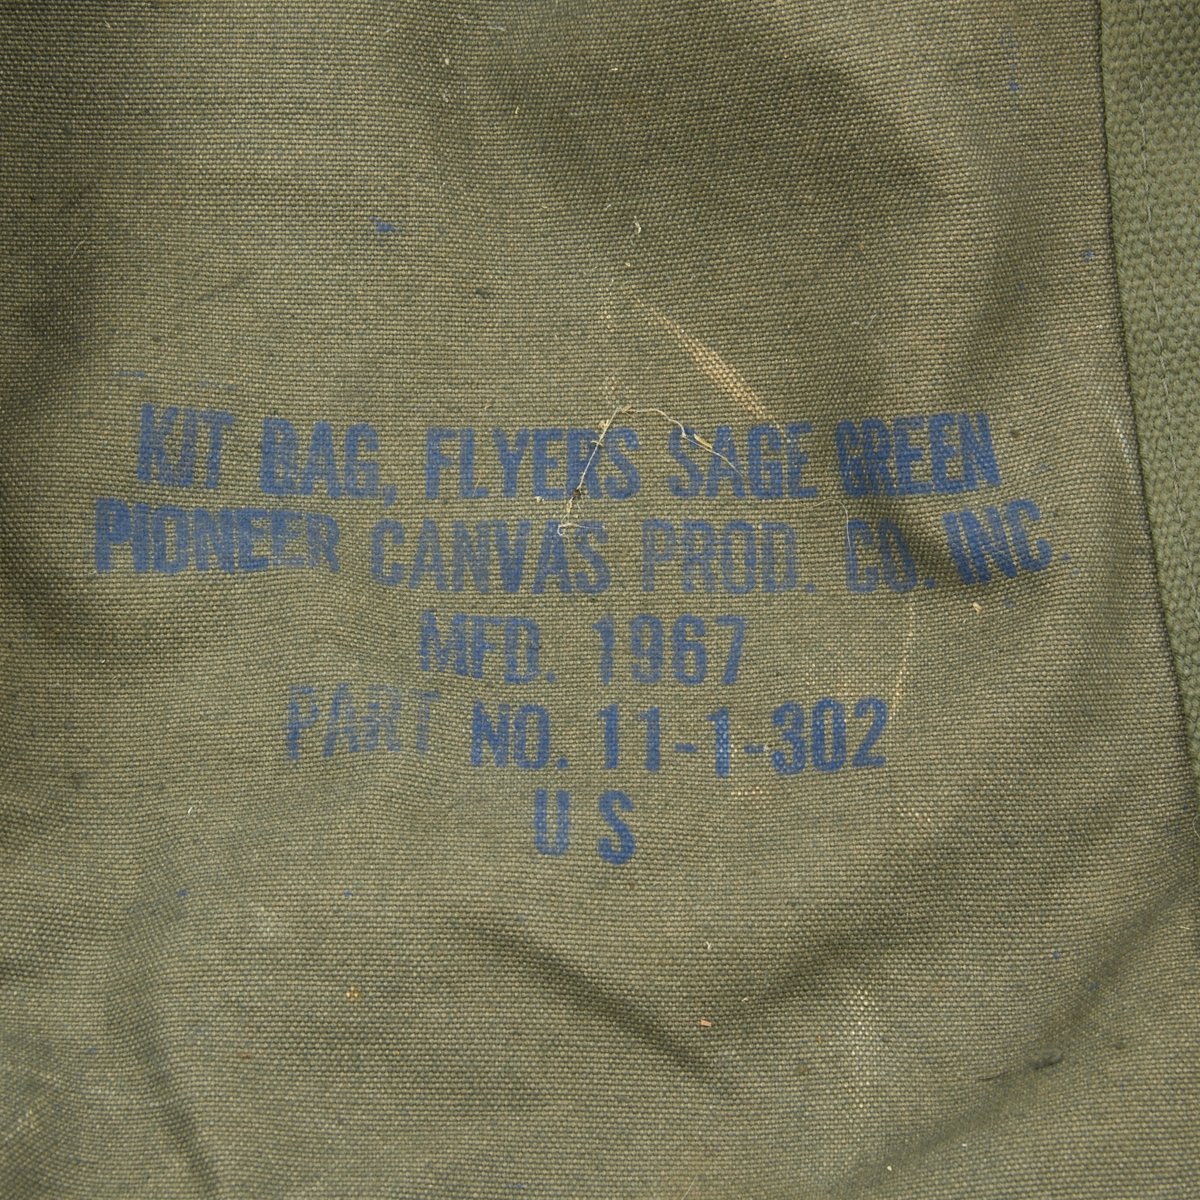 KIT BAG, FLYERS SAGE GREEN
PIONEER CANVAS PROD. CO. INC
MFD. 1967
PART NO. 11-1-302
U S